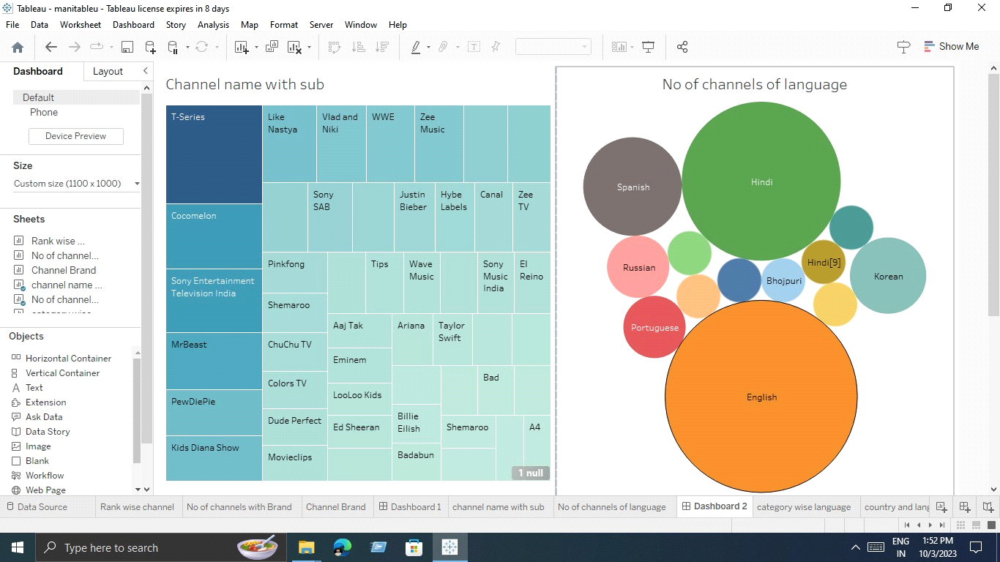 Tableau - manitableu - Tableau license expires in 8 days
File Data Worksheet Dashboard Story Analysis Map Format Server Window Help
Show Me
Dashboard Layout
Default
Phone
Device Preview
Size
Custom size (1100 x 1000)
Sheets
Rank wise ...
No of channel...
Channel Brand
channel name ...
No of channel...
Objects
Horizontal Container
Vertical Container
Text
Extension
Ask Data
Data Story
Image
Blank
Workflow
Web Page
Channel name with sub
T-Series
Cocomelon
Sony Entertainment
Television India
MrBeast
PewDiePie
Kids Diana Show
Like
Nastya
Vlad and
Niki
WWE
Zee
Music
Sony
SAB
Justin
Bieber
Hybe
Labels
Canal
Zee
TV
Pinkfong
Shemaroo
ChuChu TV
Colors TV
Dude Perfect
Movieclips
Tips
Wave
Music
Sony
Music
India
El
Reino
Aaj Tak
Eminem
LooLoo Kids
Ed Sheeran
Ariana
Taylor
Swift
Billie
Eilish
Badabun
Bad
Shemaroo
A4
1 null
No of channels of language
Spanish
Hindi
Russian
Hindi[9]
Bhojpuri
Korean
Portuguese
English
Data Source Rank wise channel No of channels with Brand Channel Brand Dashboard 1 channel name with sub No of channels of language Dashboard 2 category wise language country and lang
Type here to search
ENG
IN
1:52 PM
10/3/2023